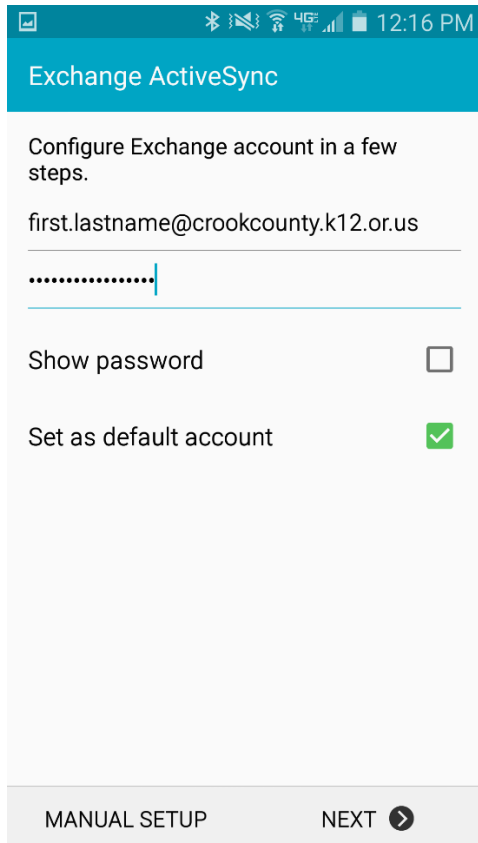 4G 12:16 PM
Exchange ActiveSync
Configure Exchange account in a few
steps.
first.lastname@crookcounty.k12.or.us
•••••••••••••••••
Show password
Set as default account
MANUAL SETUP NEXT